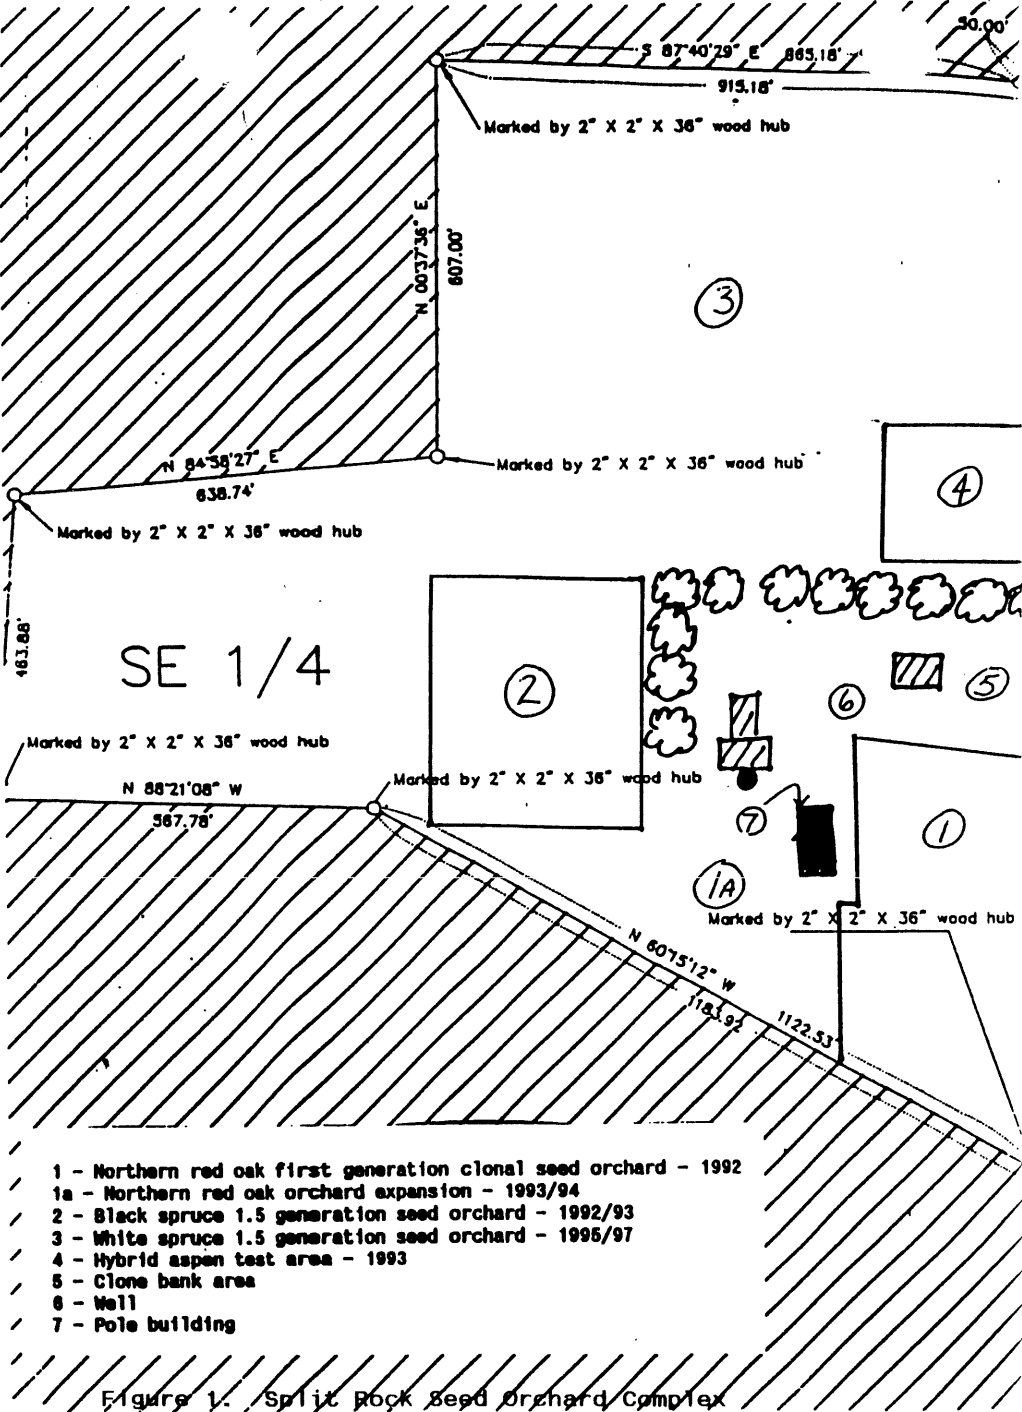 50.00'
S 87°40'29" E 865.18'
915.18'
Marked by 2" X 2" X 36" wood hub
N 00°37'36" E
607.00'
3
N 84°58'27" E
638.74'
Marked by 2" X 2" X 36" wood hub
4
Marked by 2" X 2" X 36" wood hub
463.88'
SE 1/4
2
5
6
Marked by 2" X 2" X 36" wood hub
Marked by 2" X 2" X 36" wood hub
N 88°21'08" W
567.78'
7
1
1A
Marked by 2" X 2" X 36" wood hub
N 60°15'12" W
1183.92
1122.53'
1 - Northern red oak first generation clonal seed orchard - 1992
1a - Northern red oak orchard expansion - 1993/94
2 - Black spruce 1.5 generation seed orchard - 1992/93
3 - White spruce 1.5 generation seed orchard - 1995/97
4 - Hybrid aspen test area - 1993
5 - Clone bank area
6 - Well
7 - Pole building
Figure 1. Split Rock Seed Orchard Complex